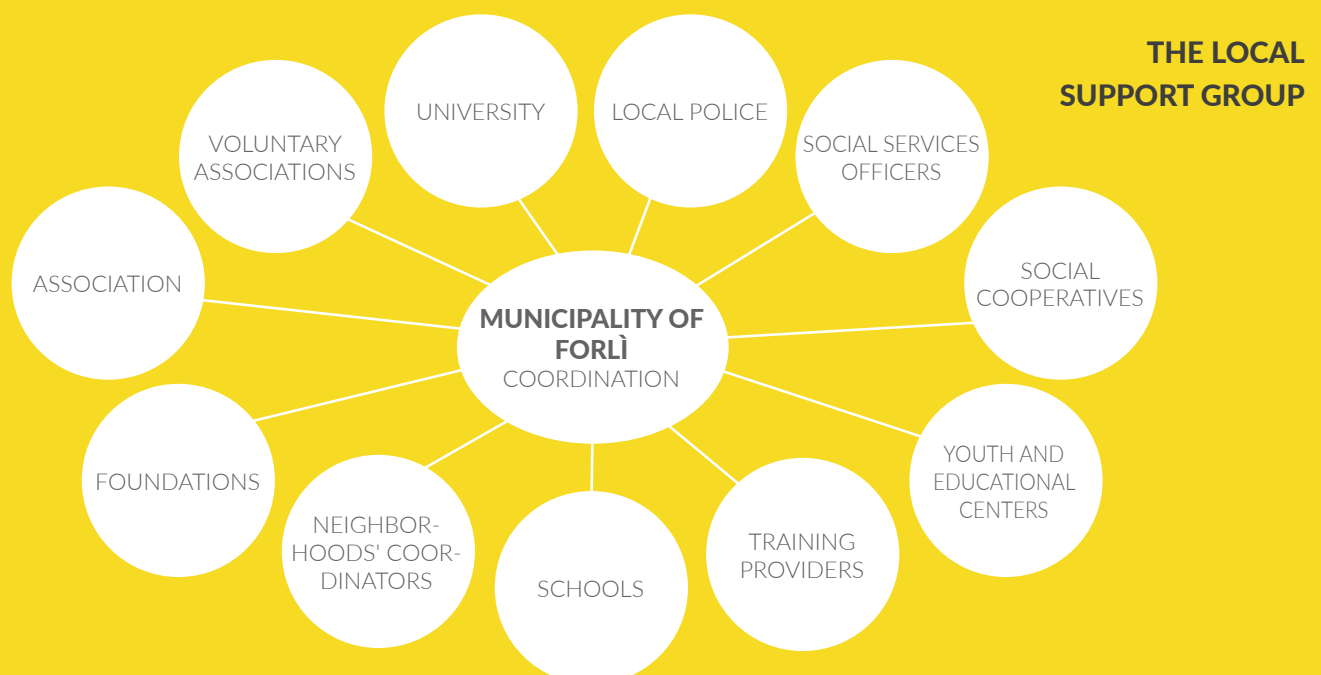 THE LOCAL
SUPPORT GROUP
UNIVERSITY
LOCAL POLICE
VOLUNTARY
ASSOCIATIONS
SOCIAL SERVICES
OFFICERS
ASSOCIATION
SOCIAL
COOPERATIVES
MUNICIPALITY OF
FORLÌ
COORDINATION
FOUNDATIONS
YOUTH AND
EDUCATIONAL
CENTERS
NEIGHBOR-
HOODS' COOR-
DINATORS
SCHOOLS
TRAINING
PROVIDERS